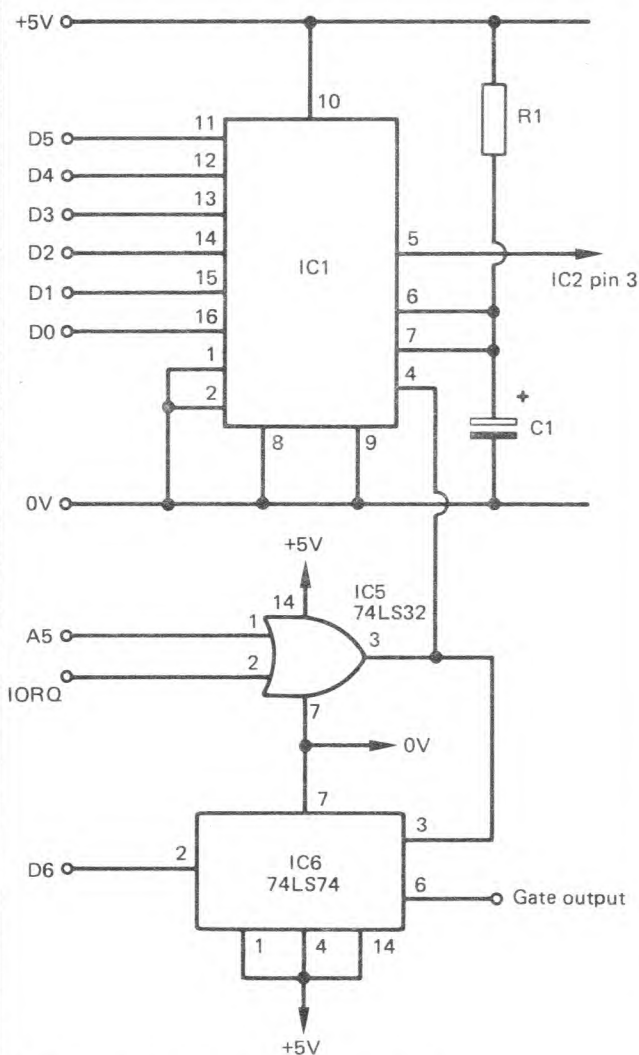 +5V
10
R1
D5
11
D4
12
D3
13
D2
14
5
IC1
IC2 pin 3
D1
15
6
D0
16
7
1
4
2
+
C1
8
9
0V
+5V
IC5
74LS32
14
A5
1
3
2
IORQ
7
0V
7
3
D6
2
IC6
74LS74
6
Gate output
1
4
14
+5V